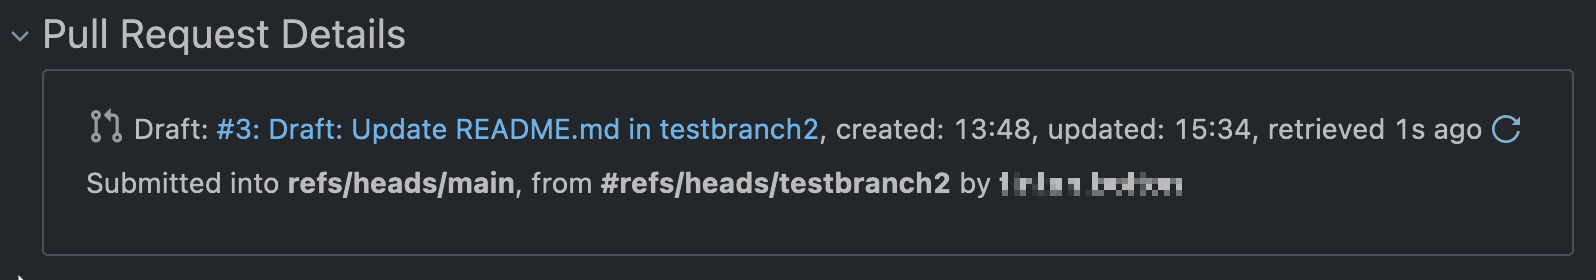 Pull Request Details
Draft: #3: Draft: Update README.md in testbranch2, created: 13:48, updated: 15:34, retrieved 1s ago
Submitted into refs/heads/main, from #refs/heads/testbranch2 by